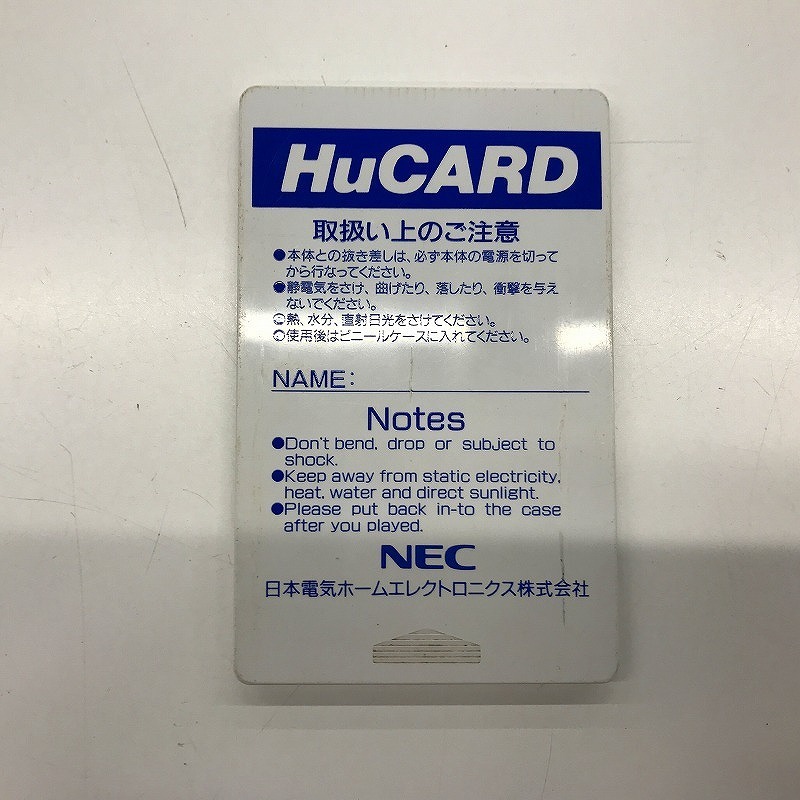 HuCARD
取扱い上のご注意
●本体との抜き差しは、必ず本体の電源を切って
から行なってください。
●静電気をさけ、曲げたり、落したり、衝撃を与え
ないでください。
●熱、水分、直射日光をさけてください。
●使用後はビニールケースに入れてください。
NAME:
Notes
●Don't bend, drop or subject to
shock.
●Keep away from static electricity,
heat, water and direct sunlight.
●Please put back in-to the case
after you played.
NEC
日本電気ホームエレクトロニクス株式会社